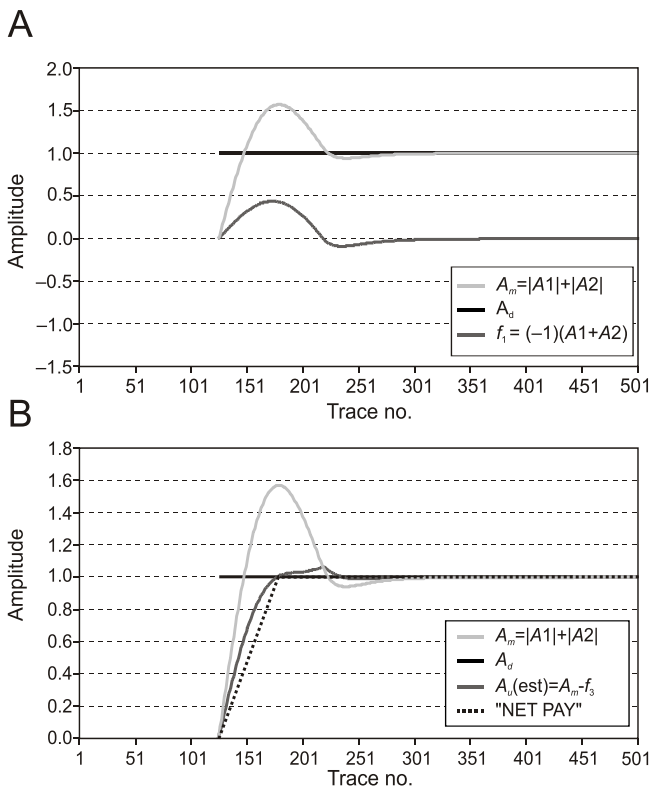 A
2.0
1.5
1.0
0.5
0.0
–0.5
–1.0
–1.5
Amplitude
Am=|A1|+|A2|
Ad
f1= (–1)(A1+A2)
1 51 101 151 201 251 301 351 401 451 501
Trace no.
B
1.8
1.6
1.4
1.2
1.0
0.8
0.6
0.4
0.2
0.0
Amplitude
Am=|A1|+|A2|
Ad
Au(est)=Am-f3
"NET PAY"
1 51 101 151 201 251 301 351 401 451 501
Trace no.